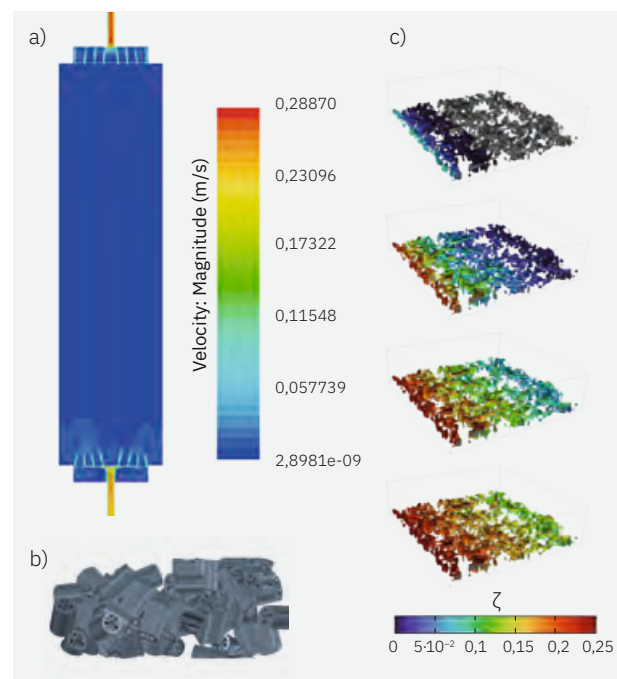 a)
0,28870
0,23096
0,17322
0,11548
0,057739
2,8981e-09
Velocity: Magnitude (m/s)
b)
c)
ζ
0 5·10⁻² 0,1 0,15 0,2 0,25